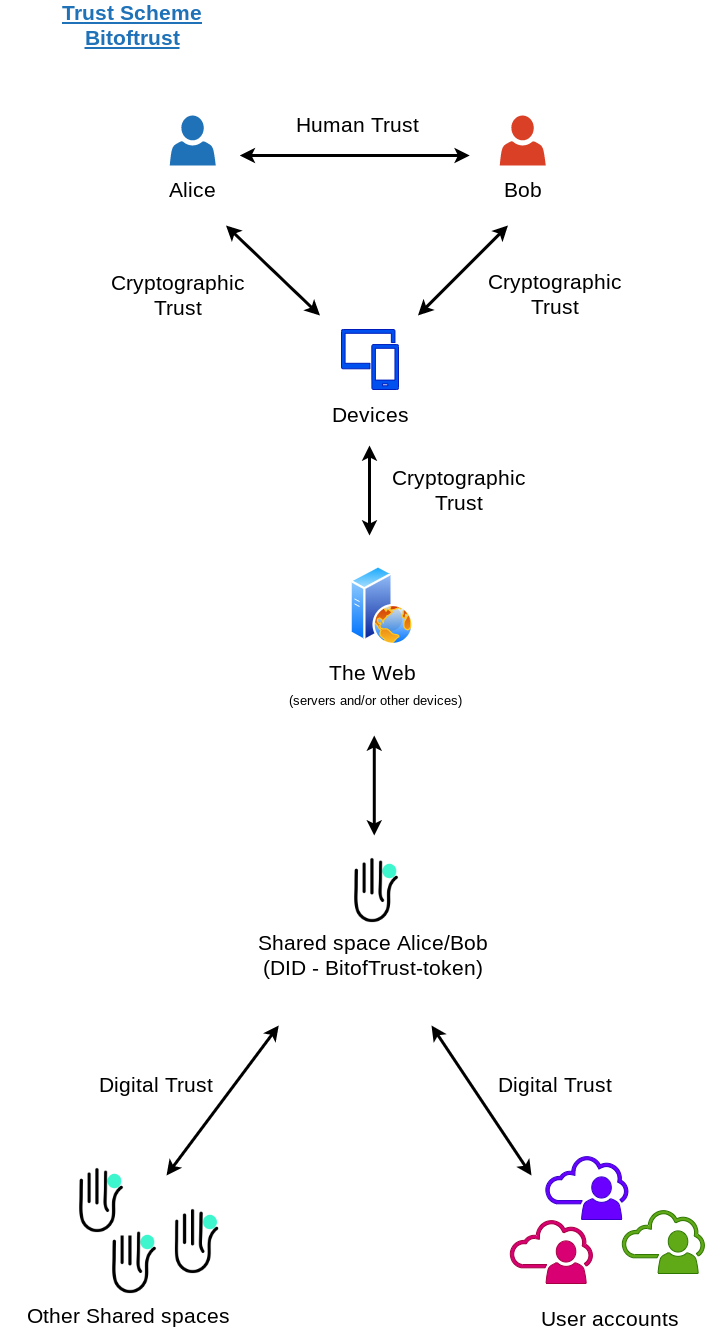 Trust Scheme
Bitoftrust
Human Trust
Alice
Bob
Cryptographic
Trust
Cryptographic
Trust
Devices
Cryptographic
Trust
The Web
(servers and/or other devices)
Shared space Alice/Bob
(DID - BitofTrust-token)
Digital Trust
Digital Trust
Other Shared spaces
User accounts